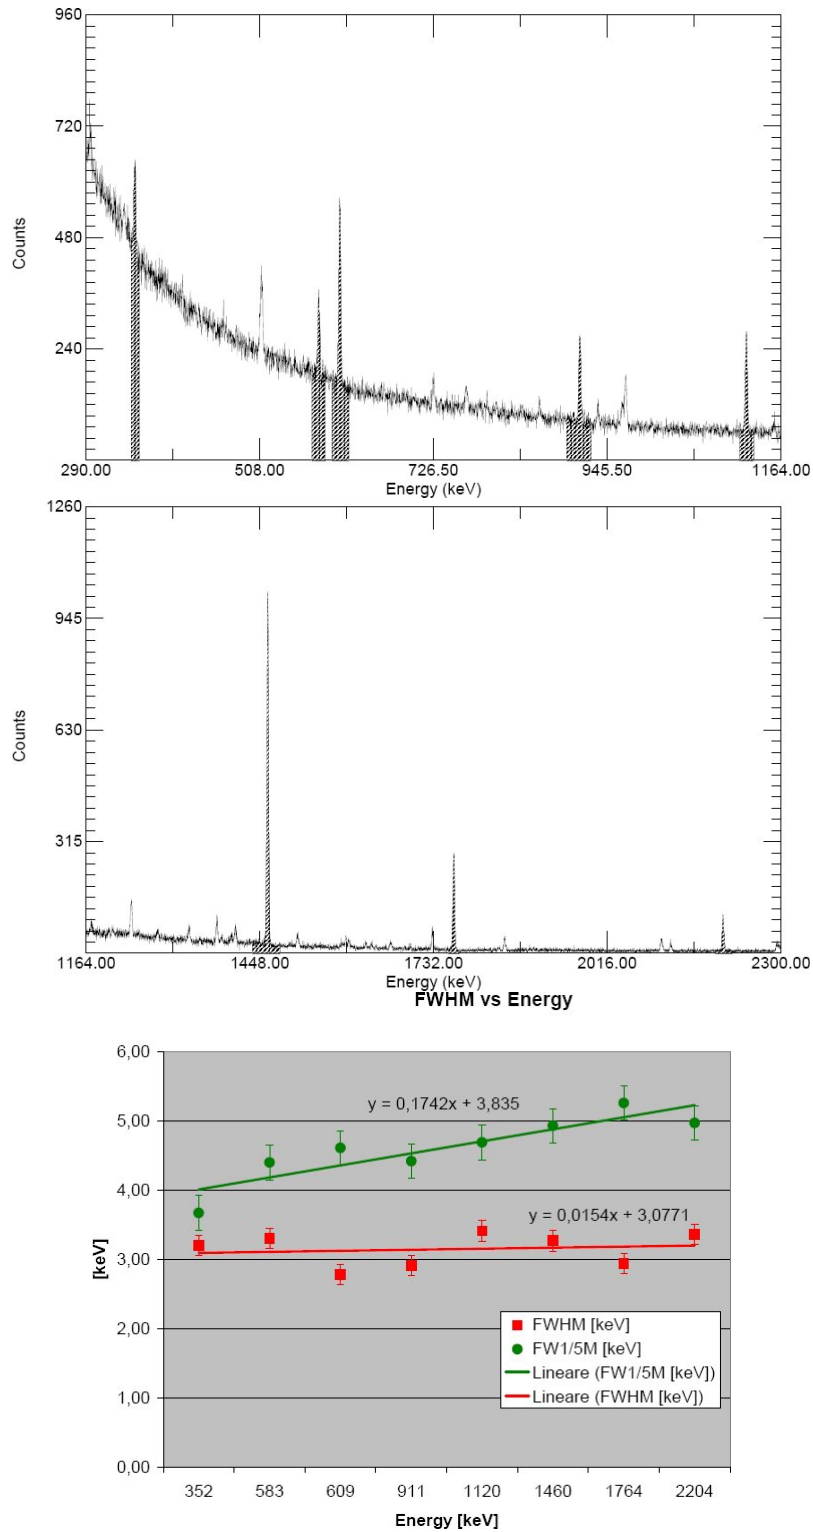 960
720
480
240
Counts
290.00 508.00 726.50 945.50 1164.00
Energy (keV)
1260
945
630
315
Counts
1164.00 1448.00 1732.00 2016.00 2300.00
Energy (keV)
FWHM vs Energy
6,00
y = 0,1742x + 3,835
5,00
4,00
y = 0,0154x + 3,0771
3,00
[keV]
2,00
FWHM [keV]
FW1/5M [keV]
Lineare (FW1/5M [keV])
Lineare (FWHM [keV])
1,00
0,00
352 583 609 911 1120 1460 1764 2204
Energy [keV]